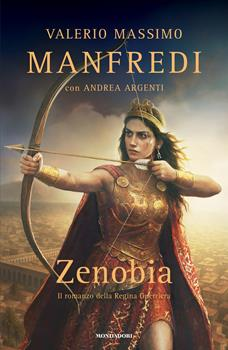 VALERIO MASSIMO
MANFREDI
con ANDREA ARGENTI
Zenobia
Il romanzo della Regina Guerriera
MONDADORI